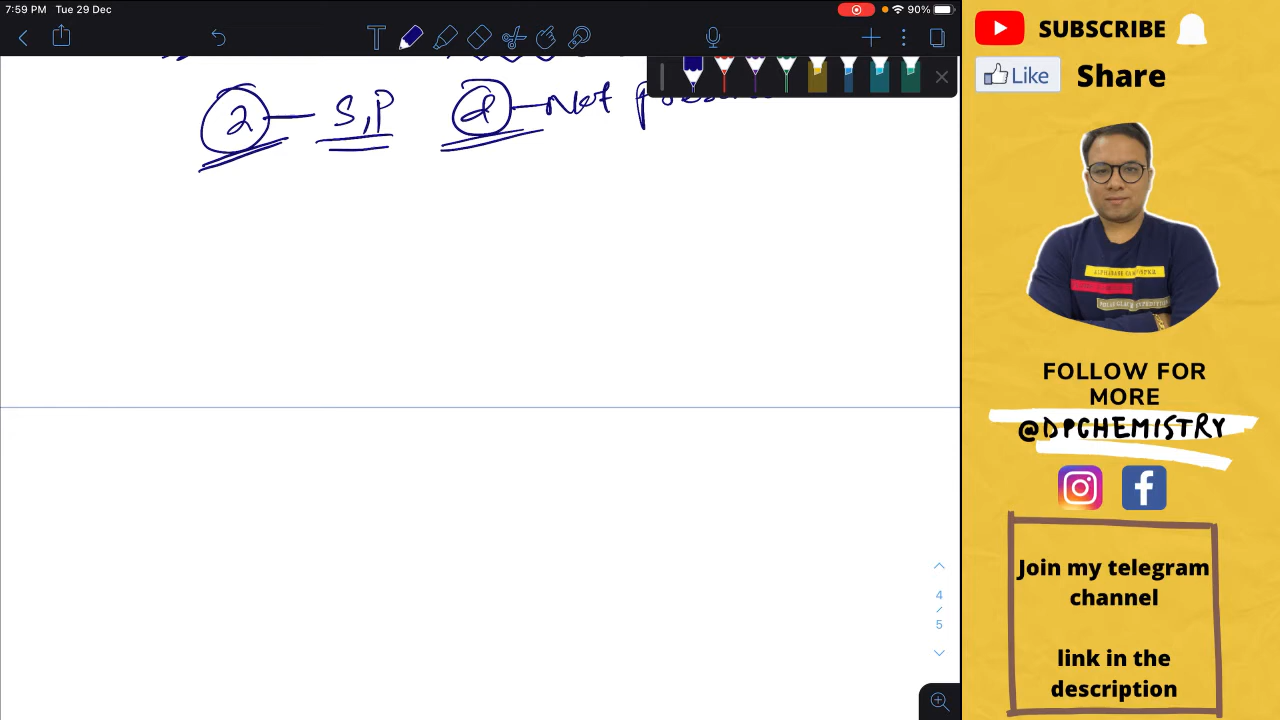 7:59 PM Tue 29 Dec
90%
2 — S,P d — Not
4
/
5
SUBSCRIBE
Like Share
FOLLOW FOR
MORE
@DPCHEMISTRY
Join my telegram
channel
link in the
description